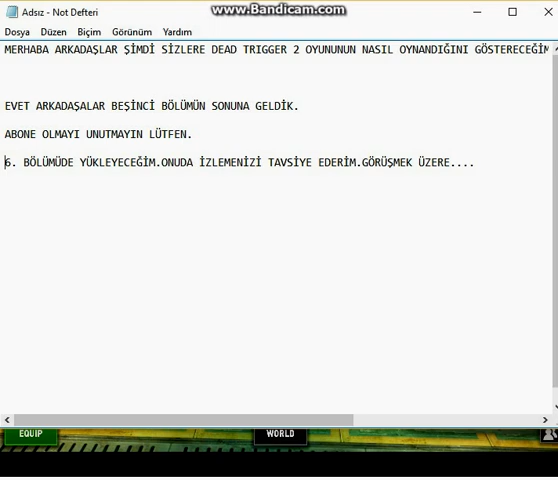 www.Bandicam.com
Adsız - Not Defteri
Dosya Düzen Biçim Görünüm Yardım
MERHABA ARKADAŞLAR ŞİMDİ SİZLERE DEAD TRIGGER 2 OYUNUNUN NASIL OYNANDIĞINI GÖSTERECEĞİM
EVET ARKADAŞALAR BEŞİNCİ BÖLÜMÜN SONUNA GELDİK.
ABONE OLMAYI UNUTMAYIN LÜTFEN.
6. BÖLÜMÜDE YÜKLEYECEĞİM.ONUDA İZLEMENİZİ TAVSİYE EDERİM.GÖRÜŞMEK ÜZERE....
EQUIP WORLD